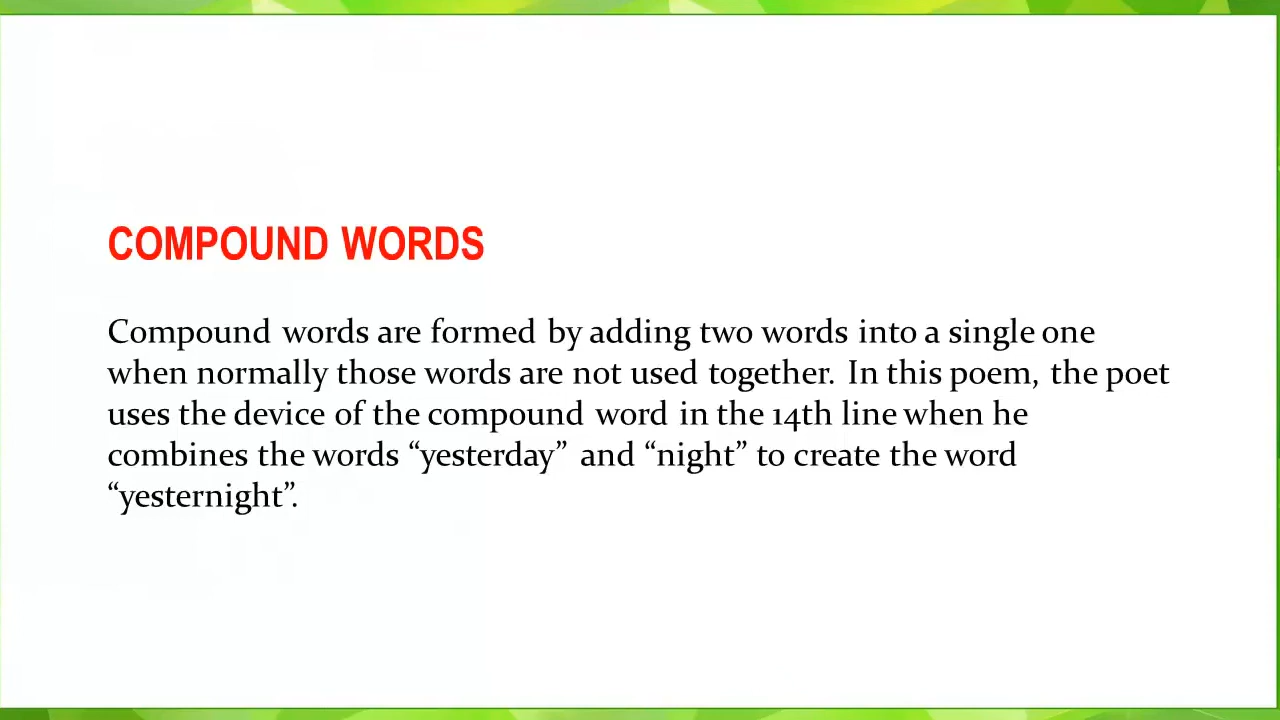 COMPOUND WORDS
Compound words are formed by adding two words into a single one
when normally those words are not used together. In this poem, the poet
uses the device of the compound word in the 14th line when he
combines the words “yesterday” and “night” to create the word
“yesternight”.